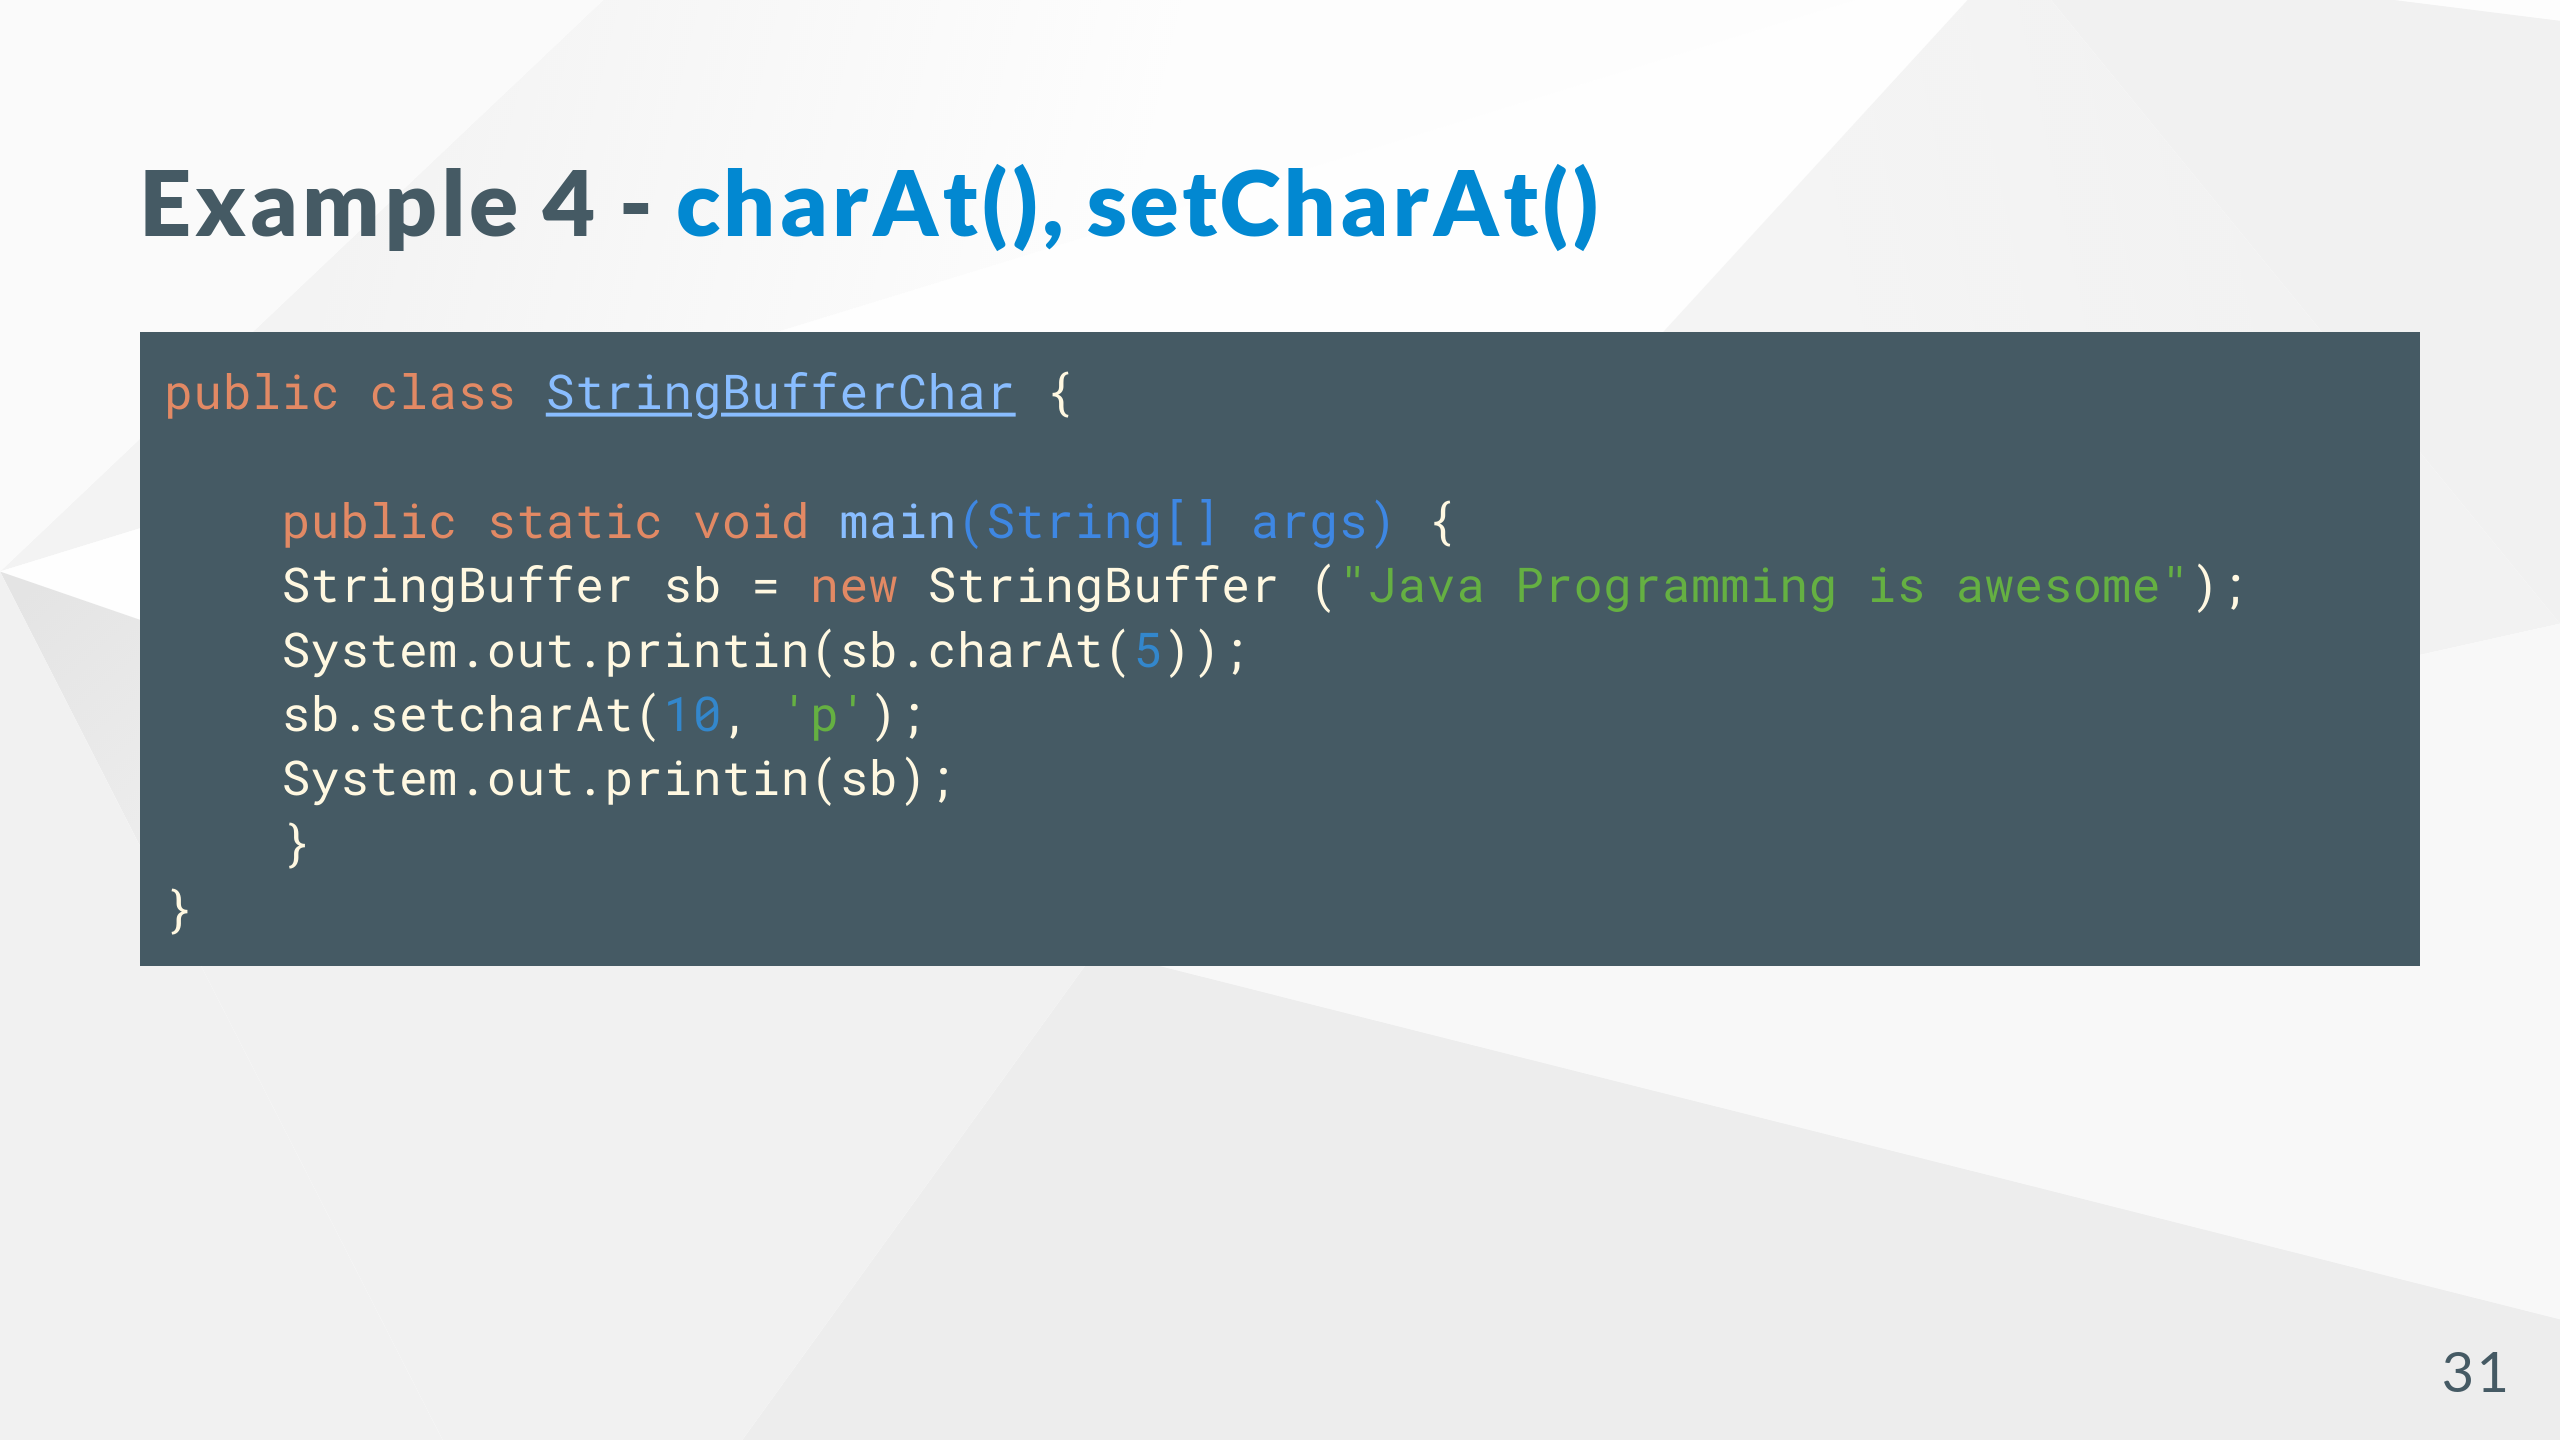 Example 4 - charAt(), setCharAt()
public class StringBufferChar {
public static void main(String[] args) {
StringBuffer sb = new StringBuffer ("Java Programming is awesome");
System.out.printin(sb.charAt(5));
sb.setcharAt(10, 'p');
System.out.printin(sb);
}
}
31